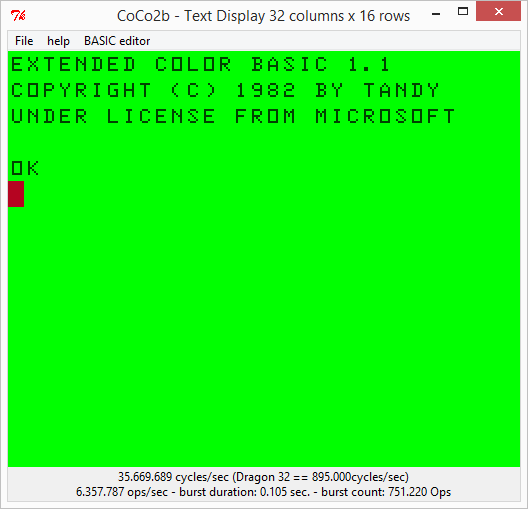 CoCo2b - Text Display 32 columns x 16 rows
File help BASIC editor
EXTENDED COLOR BASIC 1.1
COPYRIGHT (C) 1982 BY TANDY
UNDER LICENSE FROM MICROSOFT
OK
35.669.689 cycles/sec (Dragon 32 == 895.000cycles/sec)
6.357.787 ops/sec - burst duration: 0.105 sec. - burst count: 751.220 Ops